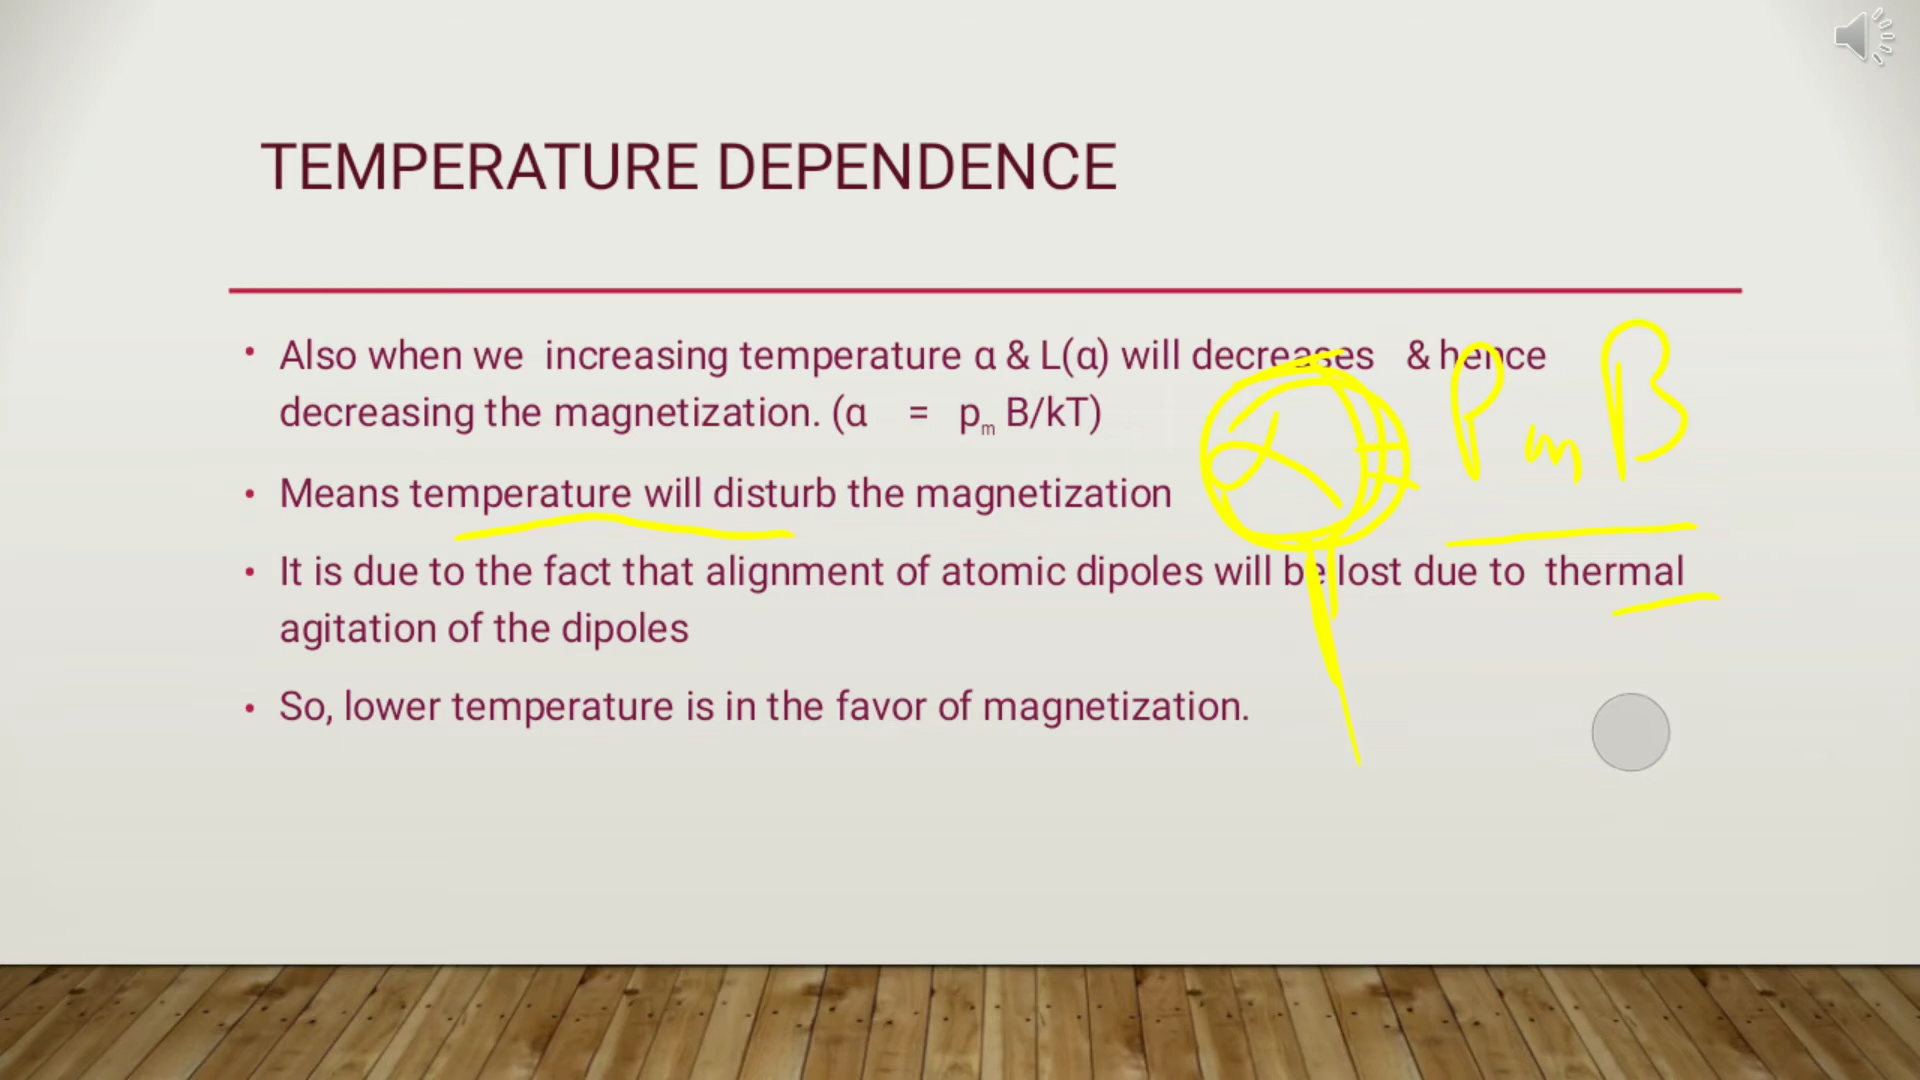 TEMPERATURE DEPENDENCE
• Also when we increasing temperature α & L(α) will decreases & hence
decreasing the magnetization. (α = pₘ B/kT)
• Means temperature will disturb the magnetization
α = PmB
• It is due to the fact that alignment of atomic dipoles will be lost due to thermal
agitation of the dipoles
• So, lower temperature is in the favor of magnetization.